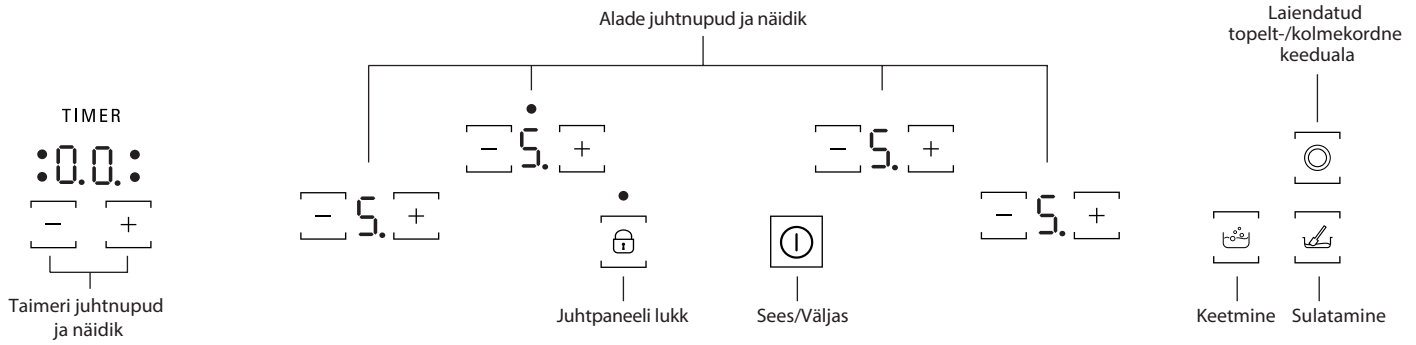 Alade juhtnupud ja näidik
Laiendatud
topelt-/kolmekordne
keeduala
TIMER
0.0.
5.
5.
5.
5.
Taimeri juhtnupud
ja näidik
Juhtpaneeli lukk
Sees/Väljas
Keetmine
Sulatamine